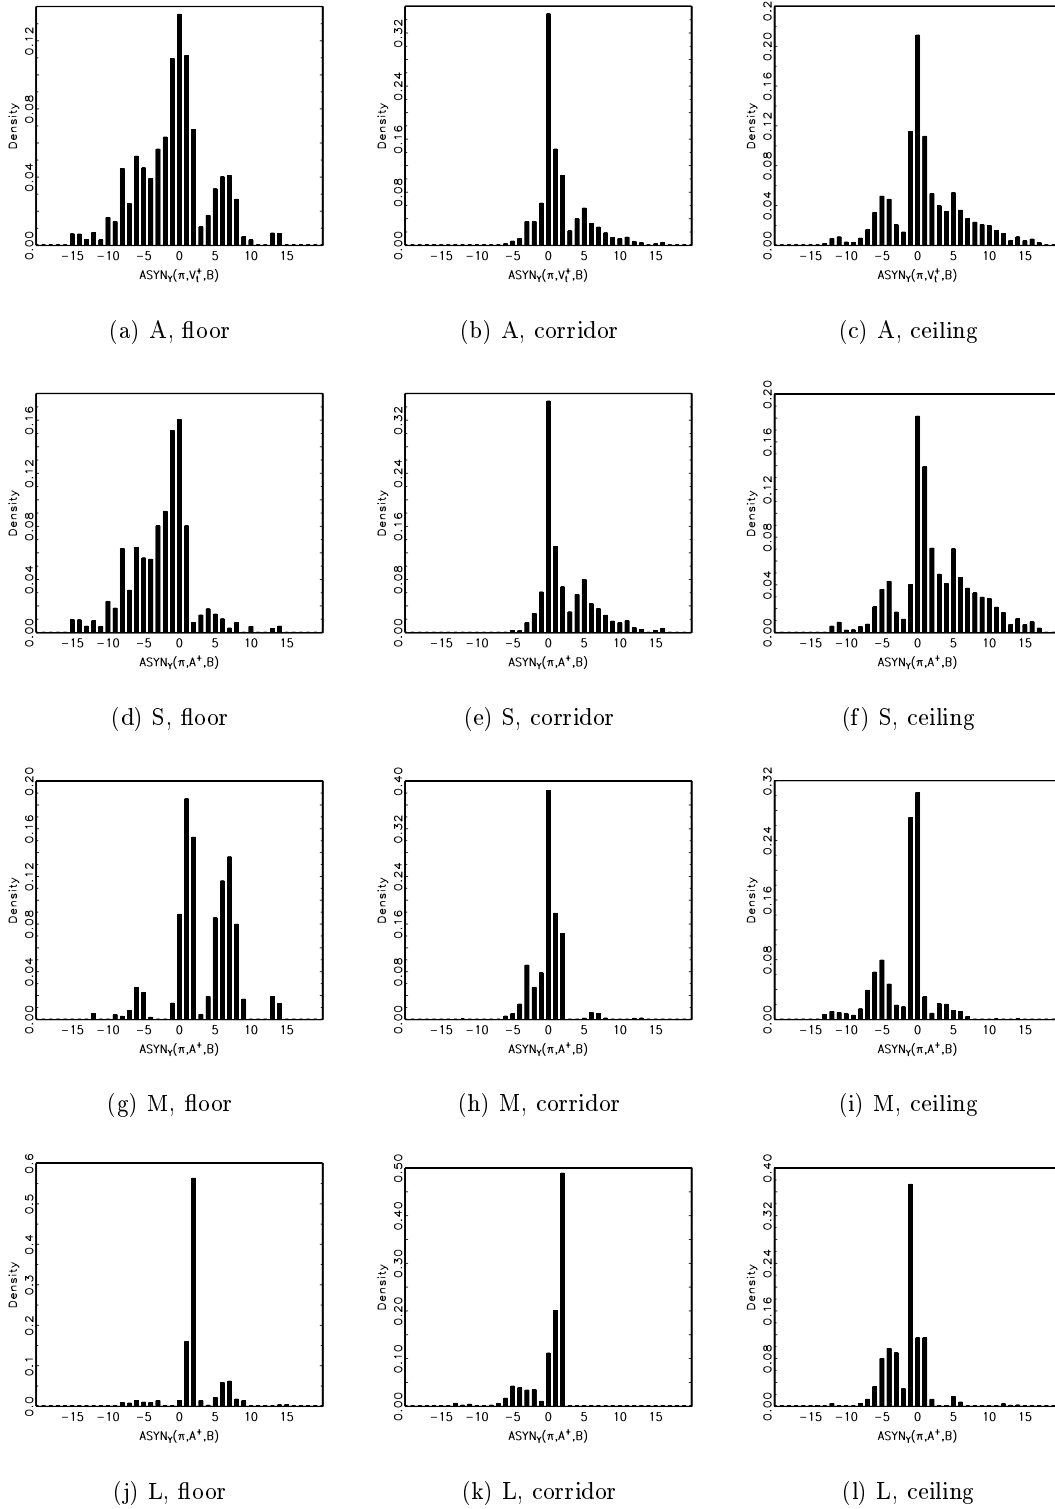 Density
0.00 0.04 0.08 0.12
-15 -10 -5 0 5 10 15
ASYN_Y(π,V_t^+,B)
(a) A, floor
Density
0.00 0.08 0.16 0.24 0.32
-15 -10 -5 0 5 10 15
ASYN_Y(π,V_t^+,B)
(b) A, corridor
Density
0.00 0.04 0.08 0.12 0.16 0.20 0.2
-15 -10 -5 0 5 10 15
ASYN_Y(π,V_t^+,B)
(c) A, ceiling
Density
0.00 0.04 0.08 0.12 0.16
-15 -10 -5 0 5 10 15
ASYN_Y(π,A^+,B)
(d) S, floor
Density
0.00 0.08 0.16 0.24 0.32
-15 -10 -5 0 5 10 15
ASYN_Y(π,A^+,B)
(e) S, corridor
Density
0.00 0.04 0.08 0.12 0.16 0.20
-15 -10 -5 0 5 10 15
ASYN_Y(π,A^+,B)
(f) S, ceiling
Density
0.00 0.04 0.08 0.12 0.16 0.20
-15 -10 -5 0 5 10 15
ASYN_Y(π,A^+,B)
(g) M, floor
Density
0.00 0.08 0.16 0.24 0.32 0.40
-15 -10 -5 0 5 10 15
ASYN_Y(π,A^+,B)
(h) M, corridor
Density
0.00 0.08 0.16 0.24 0.32
-15 -10 -5 0 5 10 15
ASYN_Y(π,A^+,B)
(i) M, ceiling
Density
0.0 0.1 0.2 0.3 0.4 0.5 0.6
-15 -10 -5 0 5 10 15
ASYN_Y(π,A^+,B)
(j) L, floor
Density
0.00 0.10 0.20 0.30 0.40 0.50
-15 -10 -5 0 5 10 15
ASYN_Y(π,A^+,B)
(k) L, corridor
Density
0.00 0.08 0.16 0.24 0.32 0.40
-15 -10 -5 0 5 10 15
ASYN_Y(π,A^+,B)
(l) L, ceiling